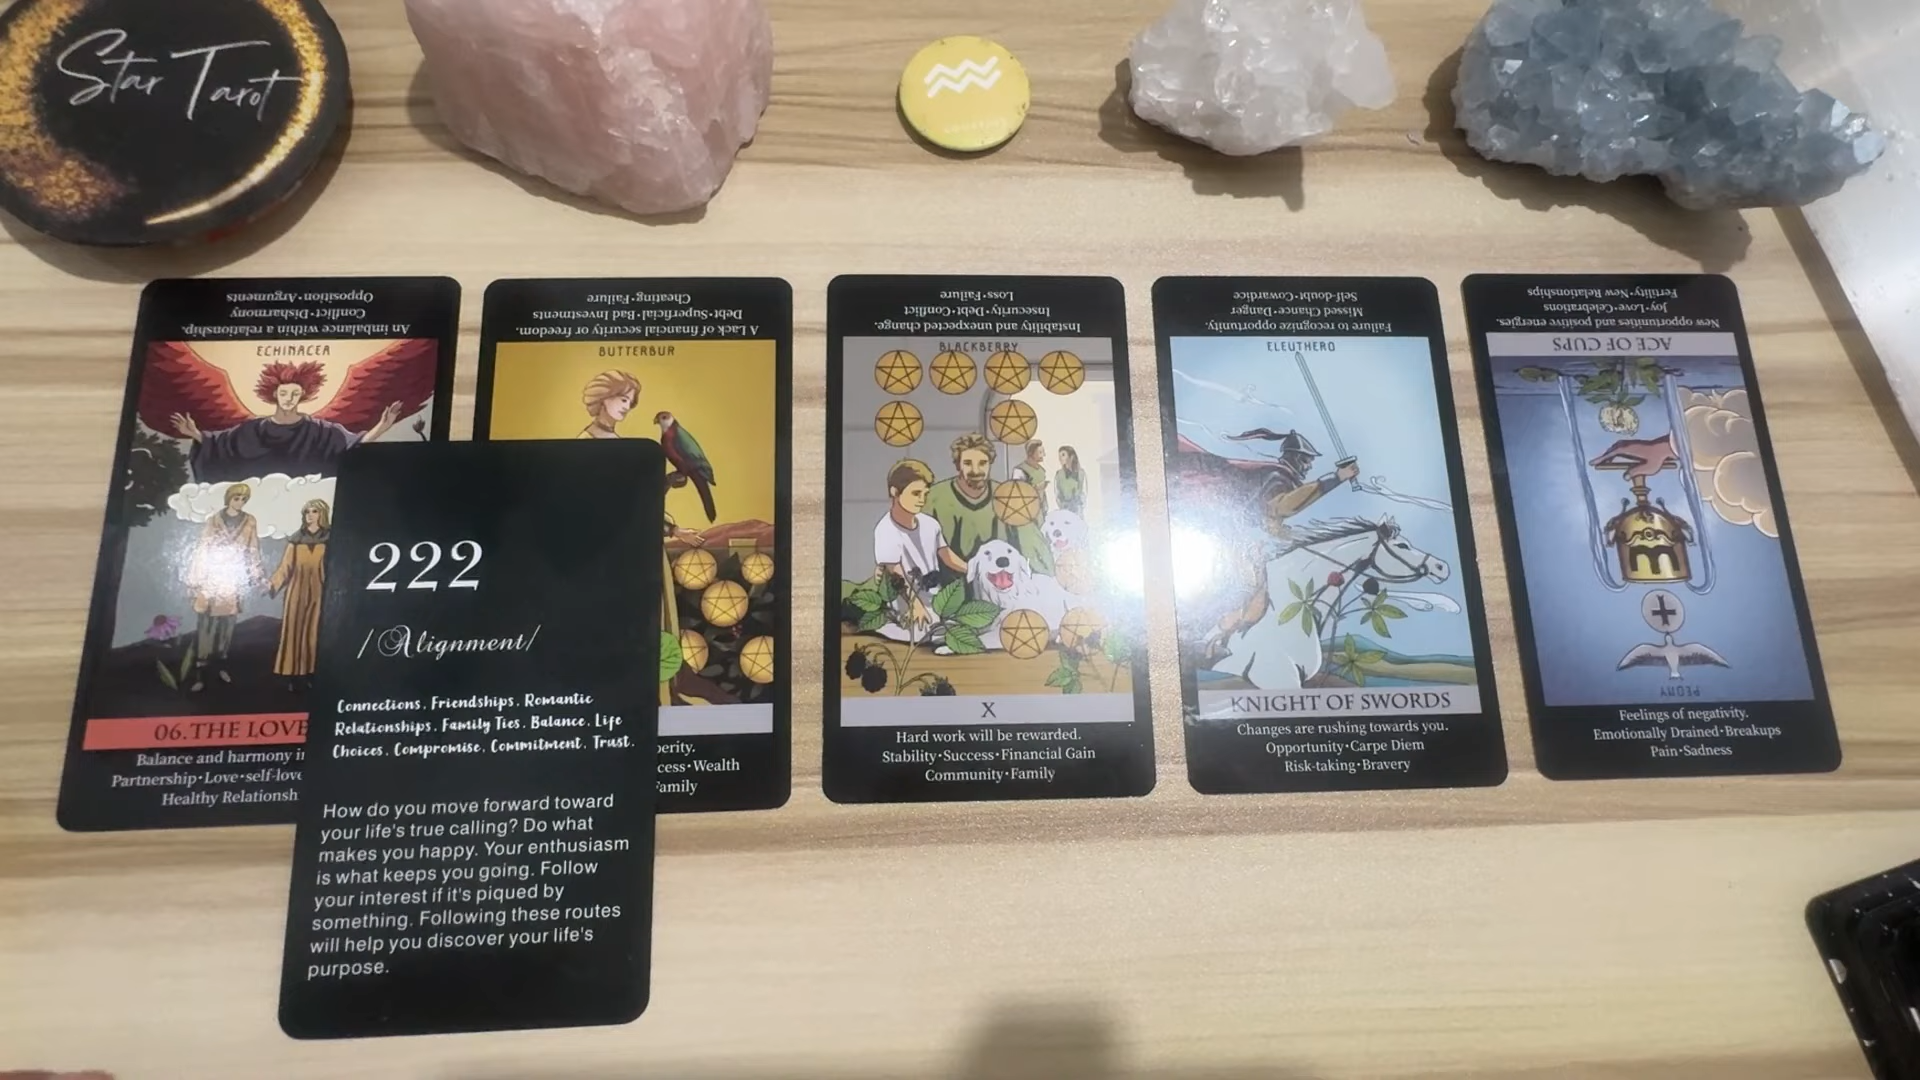 Star Tarot
An imbalance within a relationship.
Conflict•Disharmony
Opposition•Arguments
ECHINACEA
06.THE LOVE
Balance and harmony in
Partnership•Love•self-love
Healthy Relationsh
A Lack of financial security or freedom.
Debt•Superficial•Bad Investments
Cheating•Failure
BUTTERBUR
perity.
cess•Wealth
Family
222
/Alignment/
Connections, Friendships, Romantic
Relationships, Family Ties, Balance, Life
Choices, Compromise, Commitment, Trust.
How do you move forward toward
your life's true calling? Do what
makes you happy. Your enthusiasm
is what keeps you going. Follow
your interest if it's piqued by
something. Following these routes
will help you discover your life's
purpose.
Instability and unexpected change.
Insecurity•Debt•Conflict
Loss•Failure
BLACKBERRY
X
Hard work will be rewarded.
Stability•Success•Financial Gain
Community•Family
Failure to recognize opportunity.
Missed Chance•Danger
Self-doubt•Cowardice
ELEUTHERO
KNIGHT OF SWORDS
Changes are rushing towards you.
Opportunity•Carpe Diem
Risk-taking•Bravery
New opportunities and positive energies.
Joy•Love•Celebrations
Fertility•New Relationships
ACE OF CUPS
PEONY
Feelings of negativity.
Emotionally Drained•Breakups
Pain•Sadness